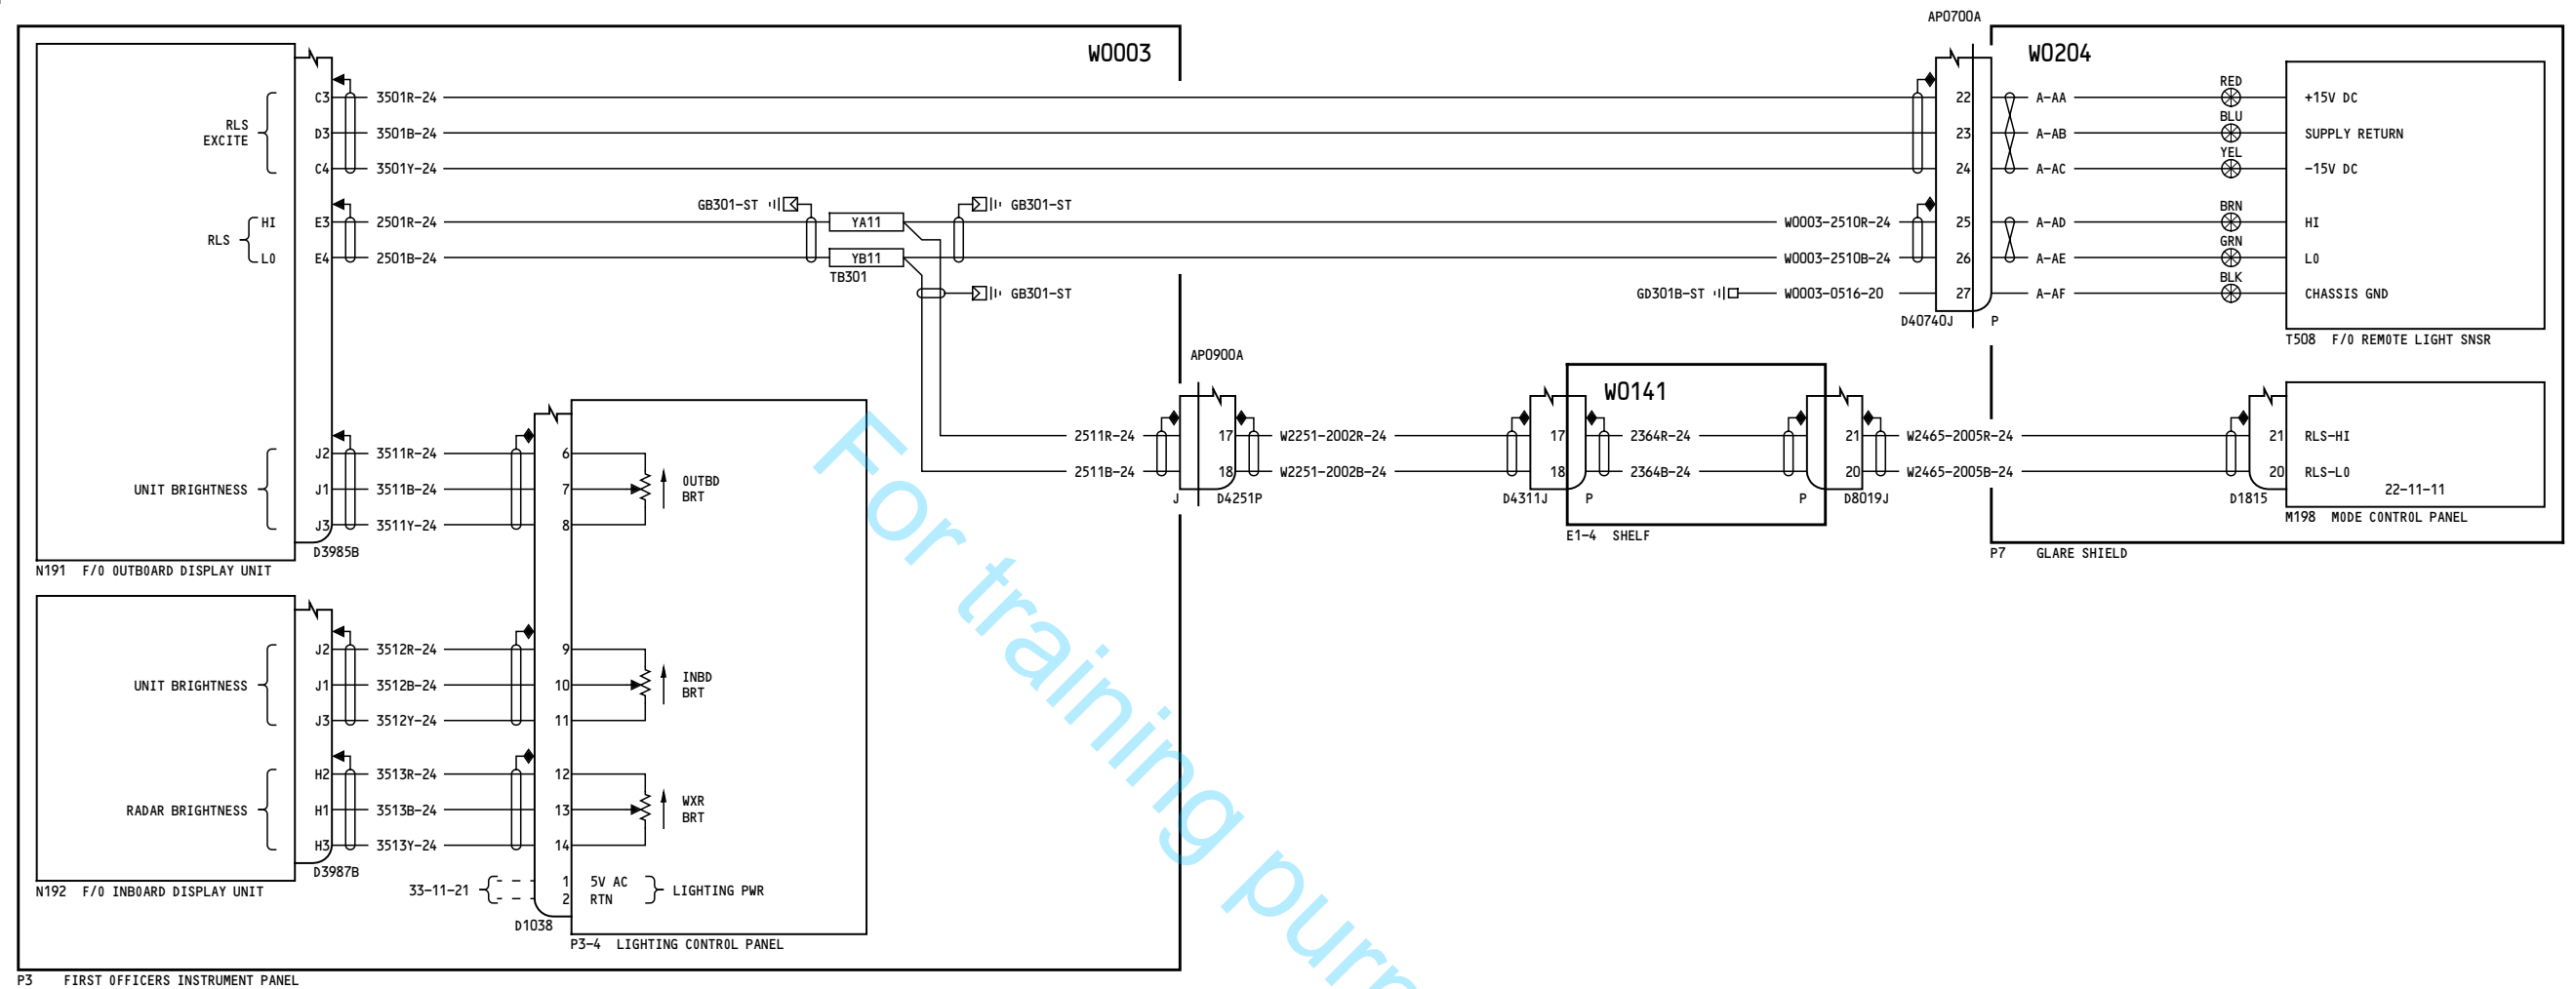 AP0700A
W0003
W0204
RLS
EXCITE
C3
3501R-24
D3
3501B-24
C4
3501Y-24
22
A-AA
RED
+15V DC
23
A-AB
BLU
SUPPLY RETURN
24
A-AC
YEL
-15V DC
GB301-ST
GB301-ST
RLS
HI
E3
2501R-24
YA11
W0003-2510R-24
25
A-AD
BRN
HI
LO
E4
2501B-24
YB11
W0003-2510B-24
26
A-AE
GRN
LO
TB301
GB301-ST
GD301B-ST
W0003-0516-20
27
A-AF
BLK
CHASSIS GND
D40740J
P
T508 F/O REMOTE LIGHT SNSR
AP0900A
W0141
2511R-24
17
W2251-2002R-24
17
2364R-24
21
W2465-2005R-24
21
RLS-HI
2511B-24
18
W2251-2002B-24
18
2364B-24
20
W2465-2005B-24
20
RLS-LO
22-11-11
J
D4251P
D4311J
P
P
D8019J
D1815
M198 MODE CONTROL PANEL
E1-4 SHELF
P7 GLARE SHIELD
UNIT BRIGHTNESS
J2
3511R-24
6
J1
3511B-24
7
J3
3511Y-24
8
OUTBD
BRT
D3985B
N191 F/O OUTBOARD DISPLAY UNIT
UNIT BRIGHTNESS
J2
3512R-24
9
J1
3512B-24
10
J3
3512Y-24
11
INBD
BRT
RADAR BRIGHTNESS
H2
3513R-24
12
H1
3513B-24
13
H3
3513Y-24
14
WXR
BRT
D3987B
N192 F/O INBOARD DISPLAY UNIT
33-11-21
1
5V AC
2
RTN
LIGHTING PWR
D1038
P3-4 LIGHTING CONTROL PANEL
P3 FIRST OFFICERS INSTRUMENT PANEL
For training purp